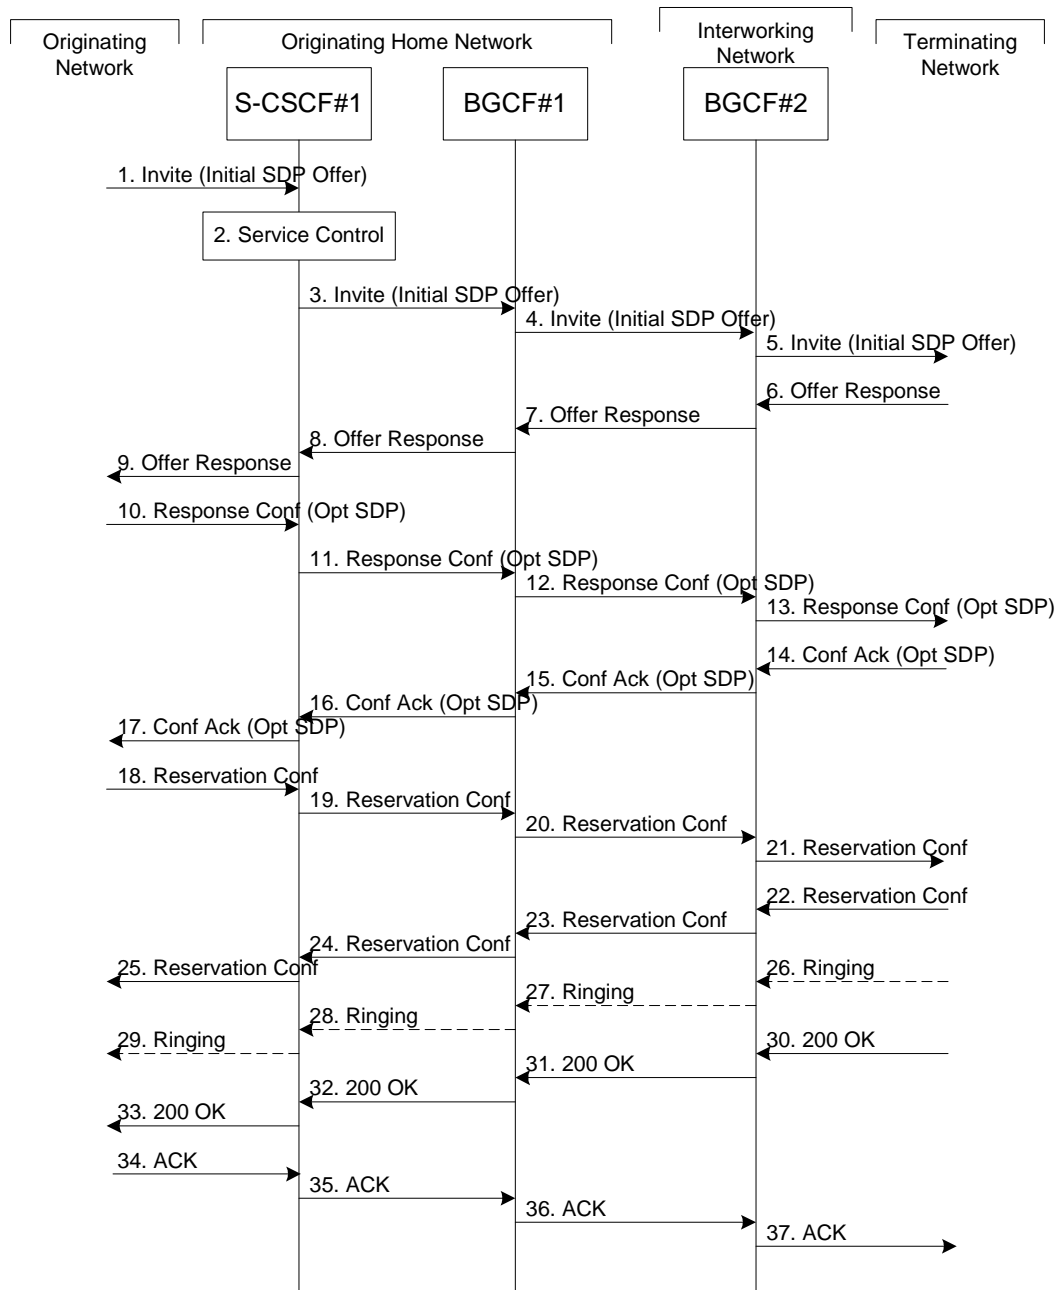 Originating
Network
Originating Home Network
Interworking
Network
Terminating
Network
S-CSCF#1
BGCF#1
BGCF#2
1. Invite (Initial SDP Offer)
2. Service Control
3. Invite (Initial SDP Offer)
4. Invite (Initial SDP Offer)
5. Invite (Initial SDP Offer)
6. Offer Response
7. Offer Response
8. Offer Response
9. Offer Response
10. Response Conf (Opt SDP)
11. Response Conf (Opt SDP)
12. Response Conf (Opt SDP)
13. Response Conf (Opt SDP)
14. Conf Ack (Opt SDP)
15. Conf Ack (Opt SDP)
16. Conf Ack (Opt SDP)
17. Conf Ack (Opt SDP)
18. Reservation Conf
19. Reservation Conf
20. Reservation Conf
21. Reservation Conf
22. Reservation Conf
23. Reservation Conf
24. Reservation Conf
25. Reservation Conf
26. Ringing
27. Ringing
28. Ringing
29. Ringing
30. 200 OK
31. 200 OK
32. 200 OK
33. 200 OK
34. ACK
35. ACK
36. ACK
37. ACK